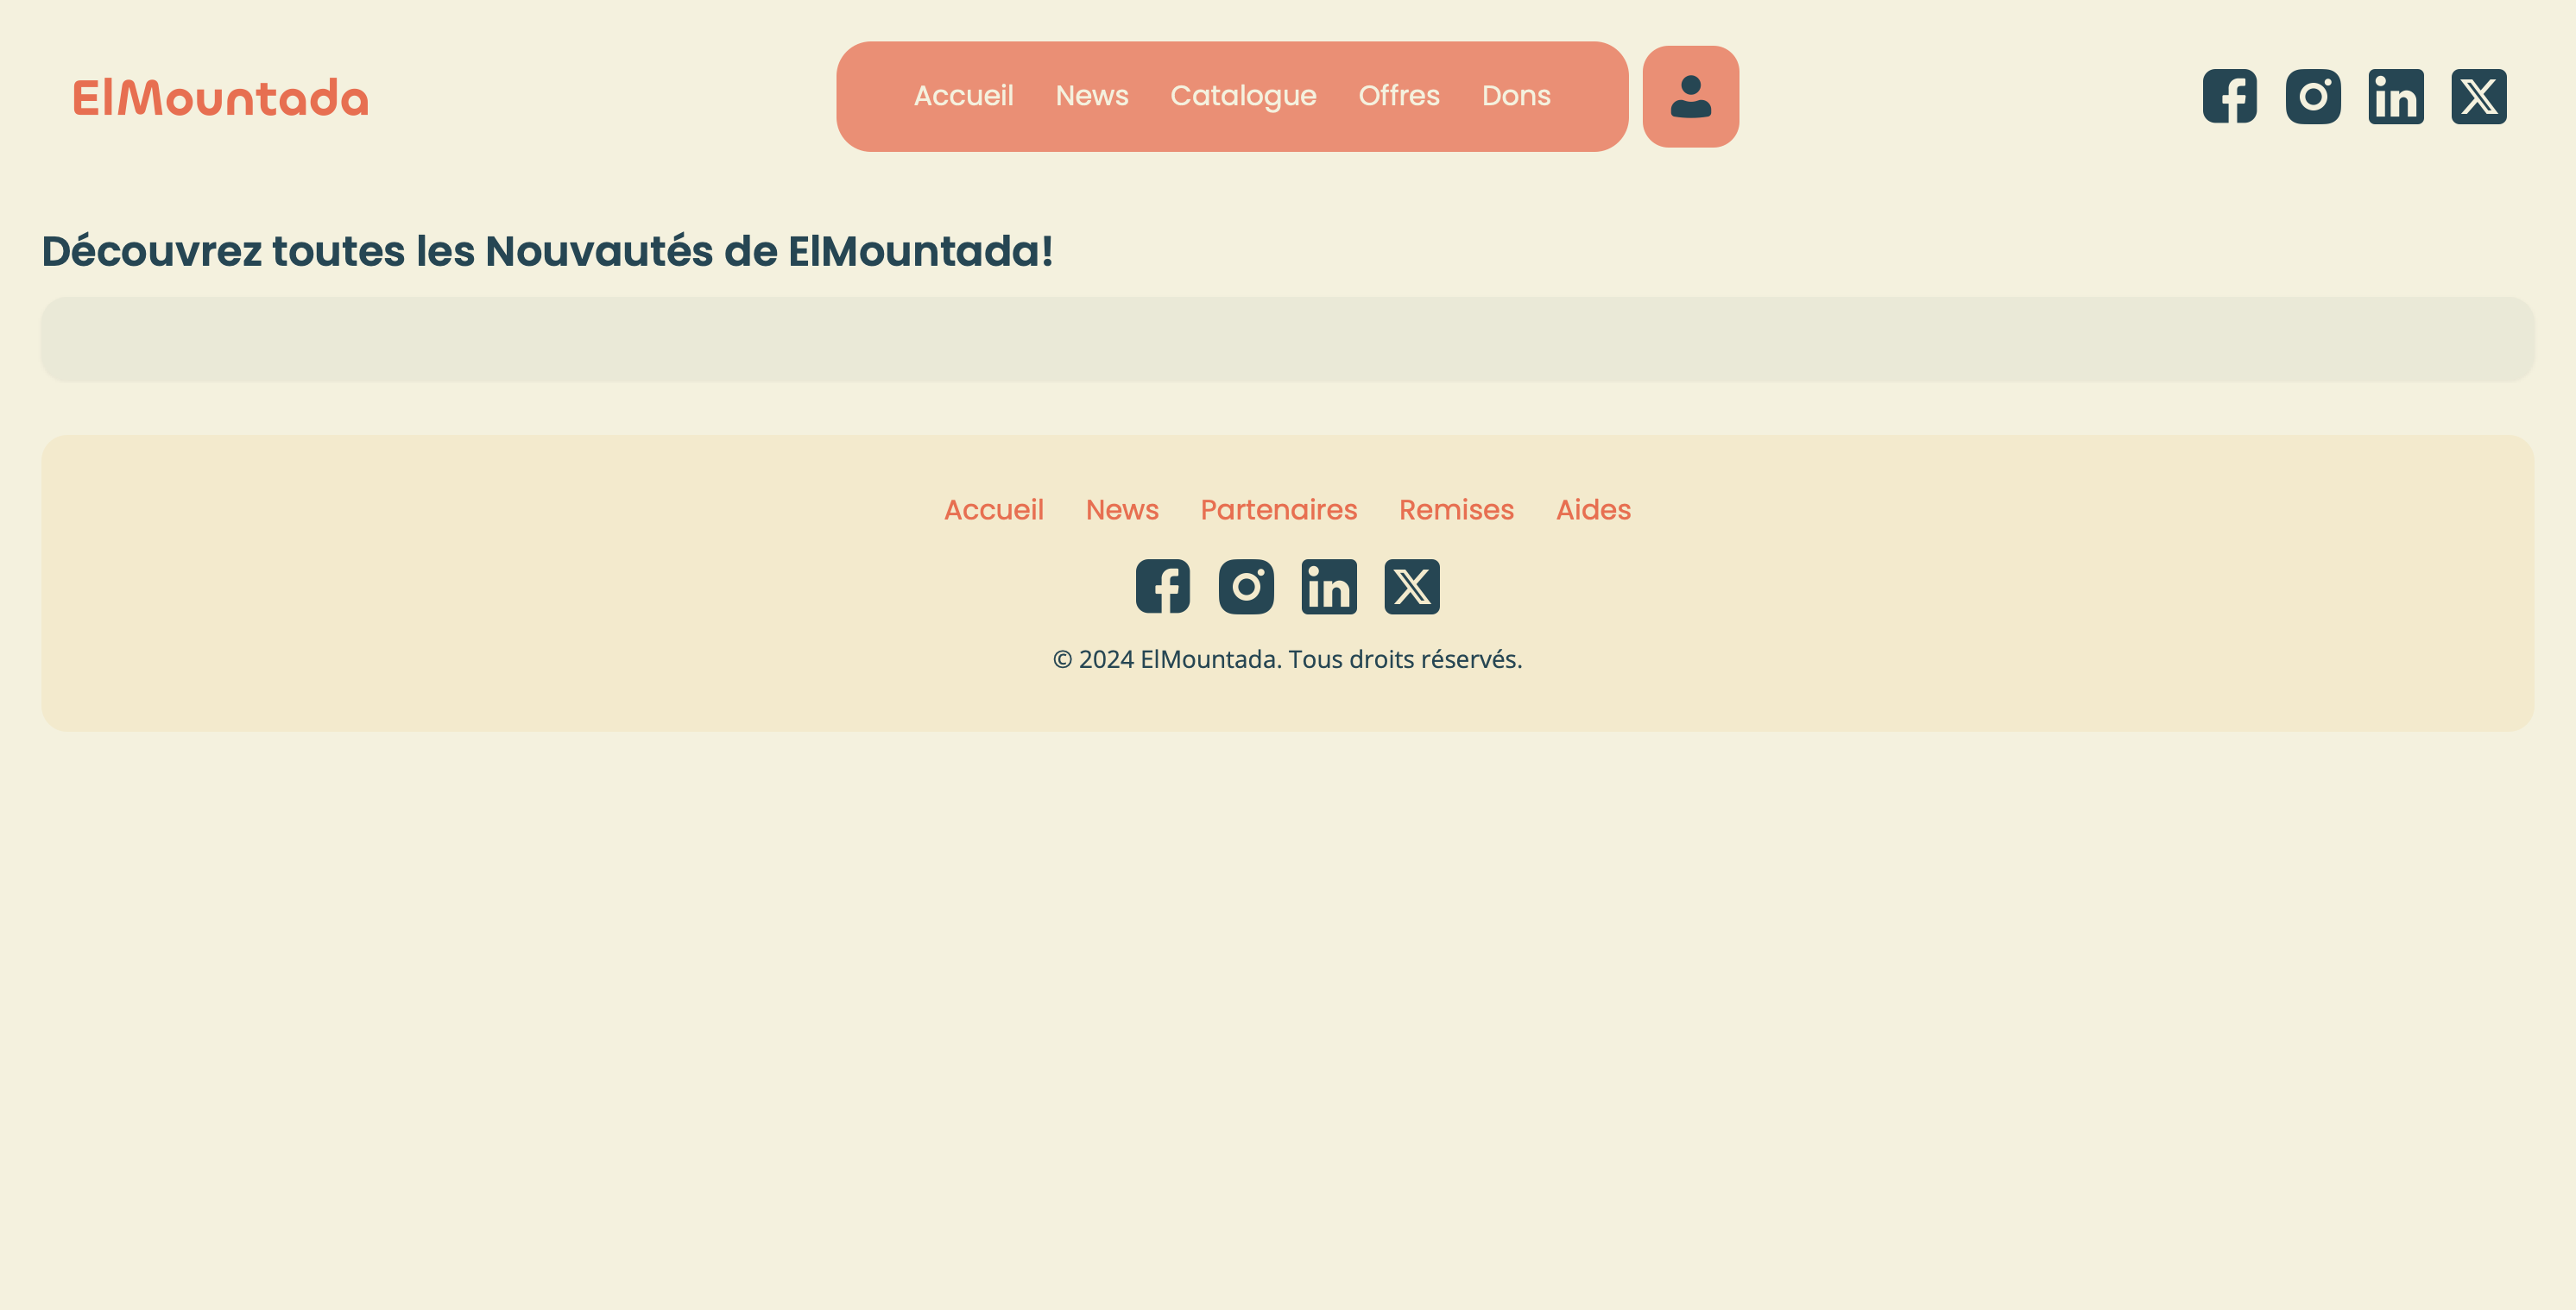 ElMountada
Accueil News Catalogue Offres Dons
Découvrez toutes les Nouvautés de ElMountada!
Accueil News Partenaires Remises Aides
© 2024 ElMountada. Tous droits réservés.